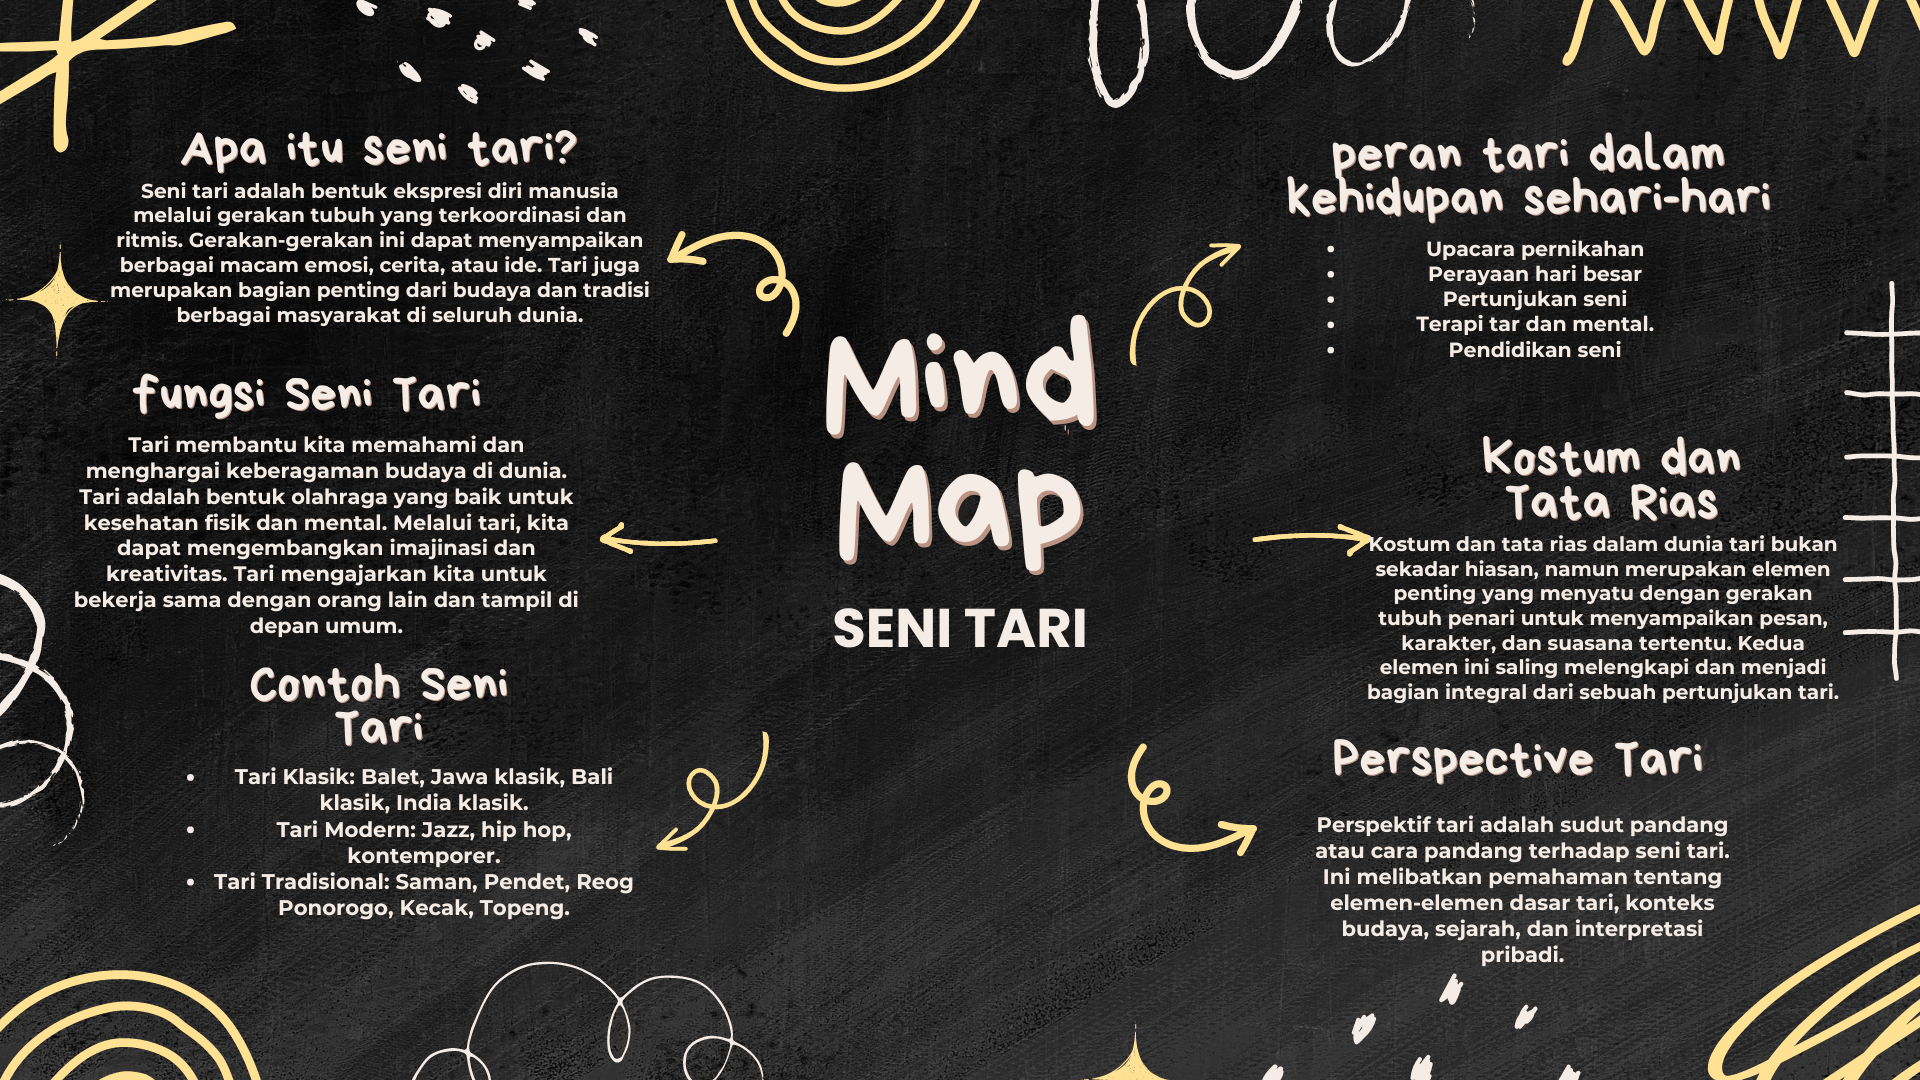 Apa itu seni tari?
Seni tari adalah bentuk ekspresi diri manusia
melalui gerakan tubuh yang terkoordinasi dan
ritmis. Gerakan-gerakan ini dapat menyampaikan
berbagai macam emosi, cerita, atau ide. Tari juga
merupakan bagian penting dari budaya dan tradisi
berbagai masyarakat di seluruh dunia.
fungsi Seni Tari
Tari membantu kita memahami dan
menghargai keberagaman budaya di dunia.
Tari adalah bentuk olahraga yang baik untuk
kesehatan fisik dan mental. Melalui tari, kita
dapat mengembangkan imajinasi dan
kreativitas. Tari mengajarkan kita untuk
bekerja sama dengan orang lain dan tampil di
depan umum.
Contoh Seni
Tari
• Tari Klasik: Balet, Jawa klasik, Bali
klasik, India klasik.
• Tari Modern: Jazz, hip hop,
kontemporer.
• Tari Tradisional: Saman, Pendet, Reog
Ponorogo, Kecak, Topeng.
Mind
Map
SENI TARI
peran tari dalam
kehidupan sehari-hari
• Upacara pernikahan
• Perayaan hari besar
• Pertunjukan seni
• Terapi tar dan mental.
• Pendidikan seni
Kostum dan
Tata Rias
Kostum dan tata rias dalam dunia tari bukan
sekadar hiasan, namun merupakan elemen
penting yang menyatu dengan gerakan
tubuh penari untuk menyampaikan pesan,
karakter, dan suasana tertentu. Kedua
elemen ini saling melengkapi dan menjadi
bagian integral dari sebuah pertunjukan tari.
Perspective Tari
Perspektif tari adalah sudut pandang
atau cara pandang terhadap seni tari.
Ini melibatkan pemahaman tentang
elemen-elemen dasar tari, konteks
budaya, sejarah, dan interpretasi
pribadi.